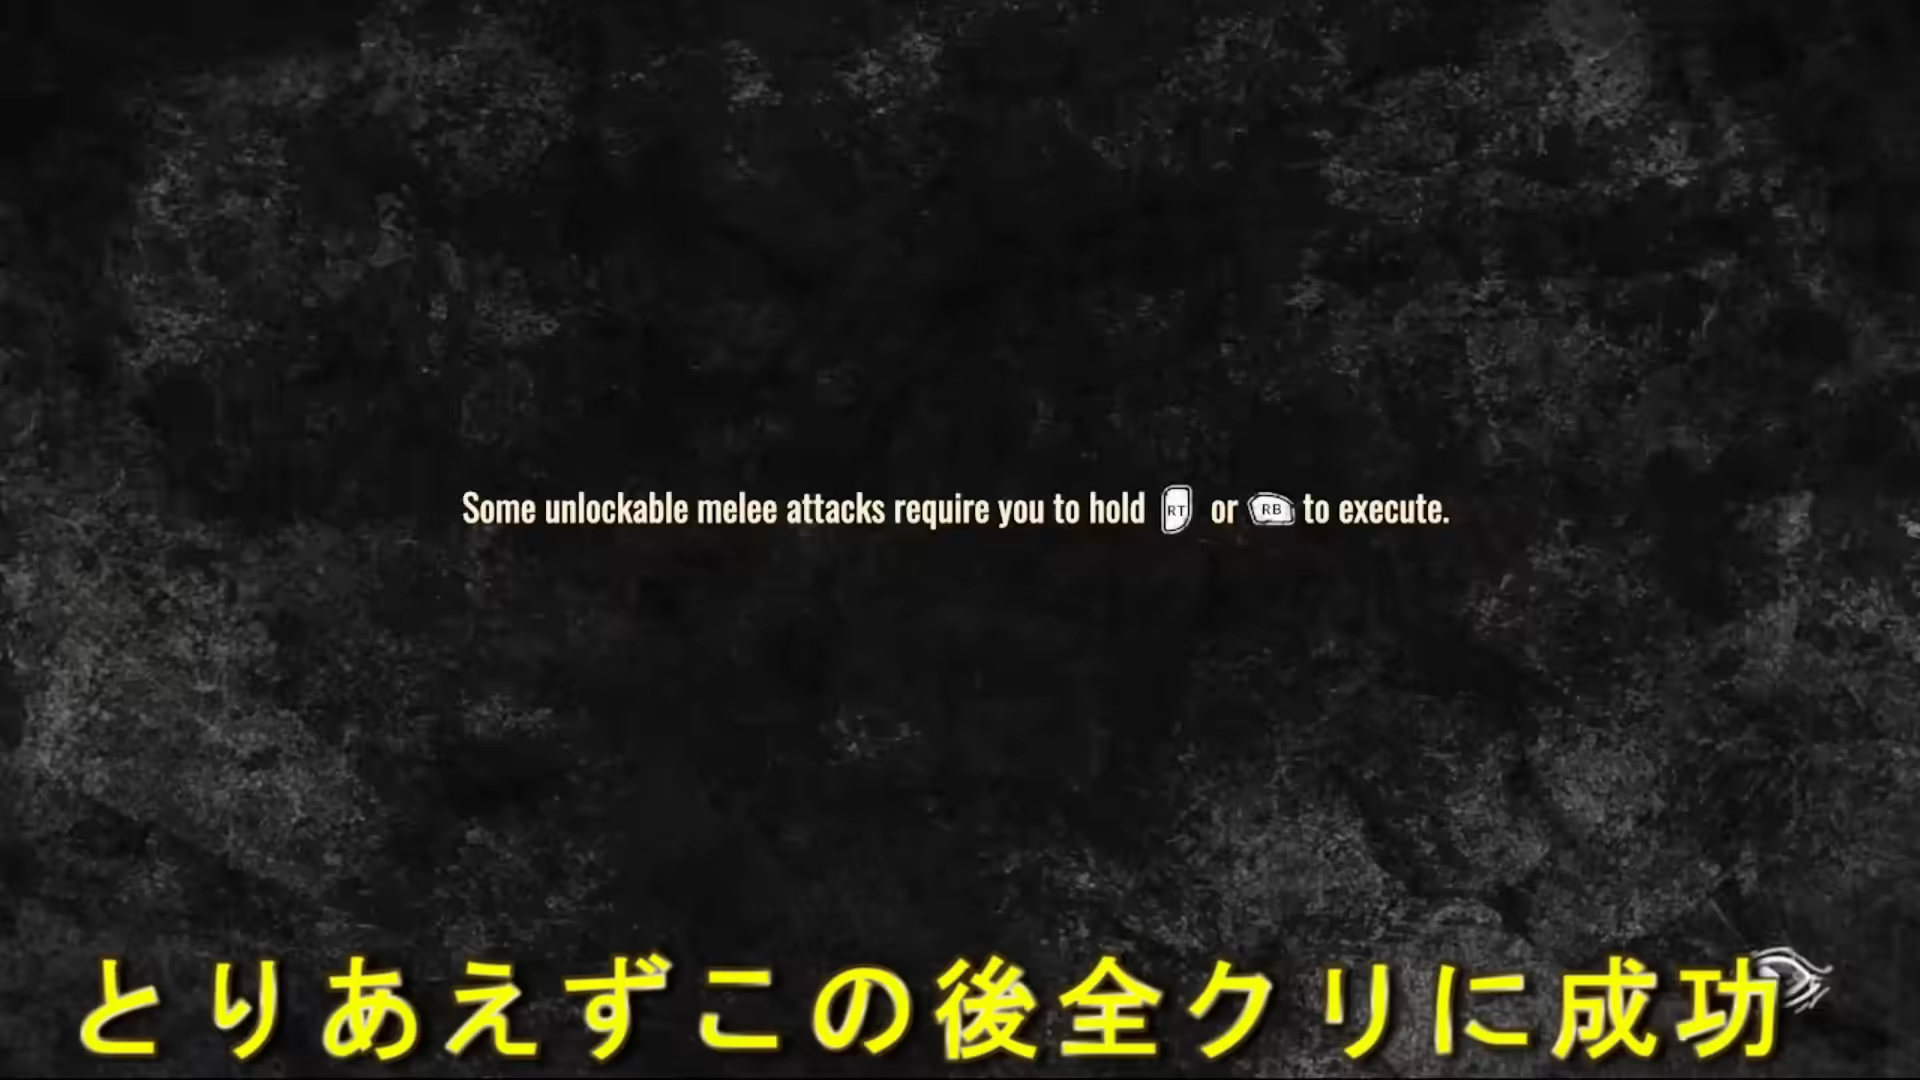 Some unlockable melee attacks require you to hold RT or RB to execute.
とりあえずこの後全クリに成功